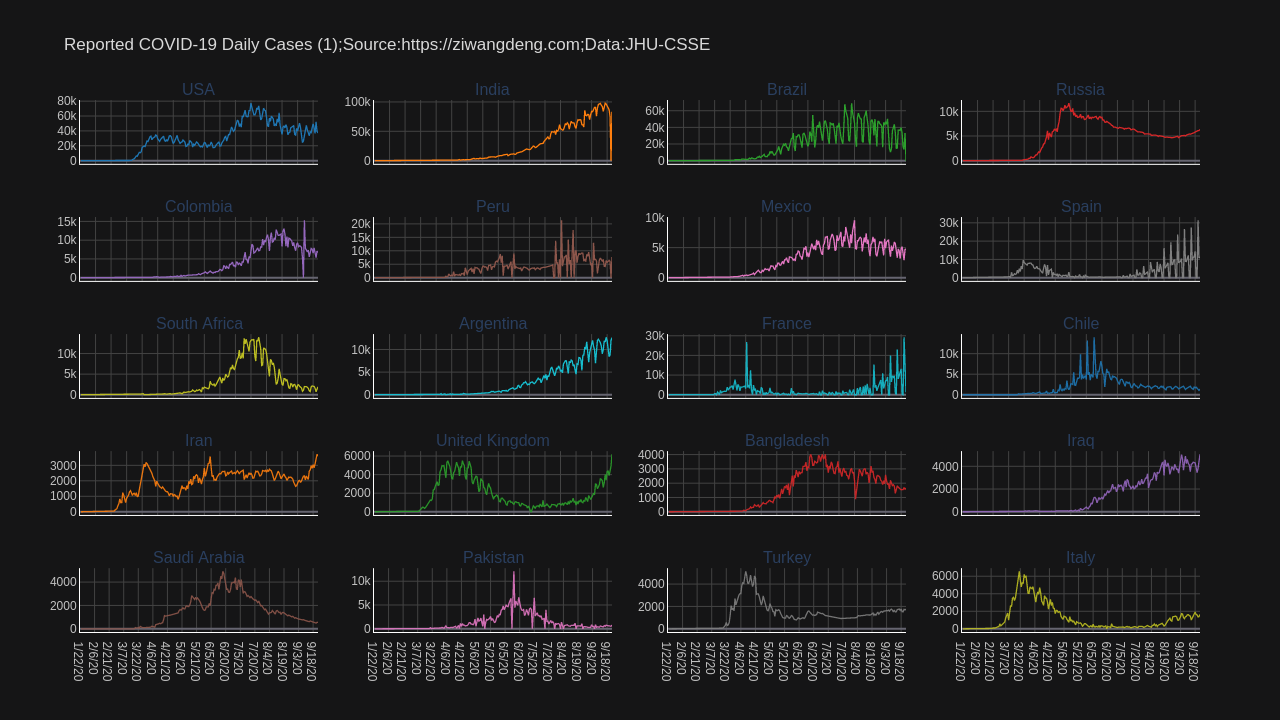 Reported COVID-19 Daily Cases (1);Source:https://ziwangdeng.com;Data:JHU-CSSE
USA
India
Brazil
Russia
80k
60k
40k
20k
0
100k
50k
0
60k
40k
20k
0
10k
5k
0
Colombia
Peru
Mexico
Spain
15k
10k
5k
0
20k
15k
10k
5k
0
10k
5k
0
30k
20k
10k
0
South Africa
Argentina
France
Chile
10k
5k
0
10k
5k
0
30k
20k
10k
0
10k
5k
0
Iran
United Kingdom
Bangladesh
Iraq
3000
2000
1000
0
6000
4000
2000
0
4000
3000
2000
1000
0
4000
2000
0
Saudi Arabia
Pakistan
Turkey
Italy
4000
2000
0
10k
5k
0
4000
2000
0
6000
4000
2000
0
1/22/20 2/6/20 2/21/20 3/7/20 3/22/20 4/6/20 4/21/20 5/6/20 5/21/20 6/5/20 6/20/20 7/5/20 7/20/20 8/4/20 8/19/20 9/3/20 9/18/20
1/22/20 2/6/20 2/21/20 3/7/20 3/22/20 4/6/20 4/21/20 5/6/20 5/21/20 6/5/20 6/20/20 7/5/20 7/20/20 8/4/20 8/19/20 9/3/20 9/18/20
1/22/20 2/6/20 2/21/20 3/7/20 3/22/20 4/6/20 4/21/20 5/6/20 5/21/20 6/5/20 6/20/20 7/5/20 7/20/20 8/4/20 8/19/20 9/3/20 9/18/20
1/22/20 2/6/20 2/21/20 3/7/20 3/22/20 4/6/20 4/21/20 5/6/20 5/21/20 6/5/20 6/20/20 7/5/20 7/20/20 8/4/20 8/19/20 9/3/20 9/18/20